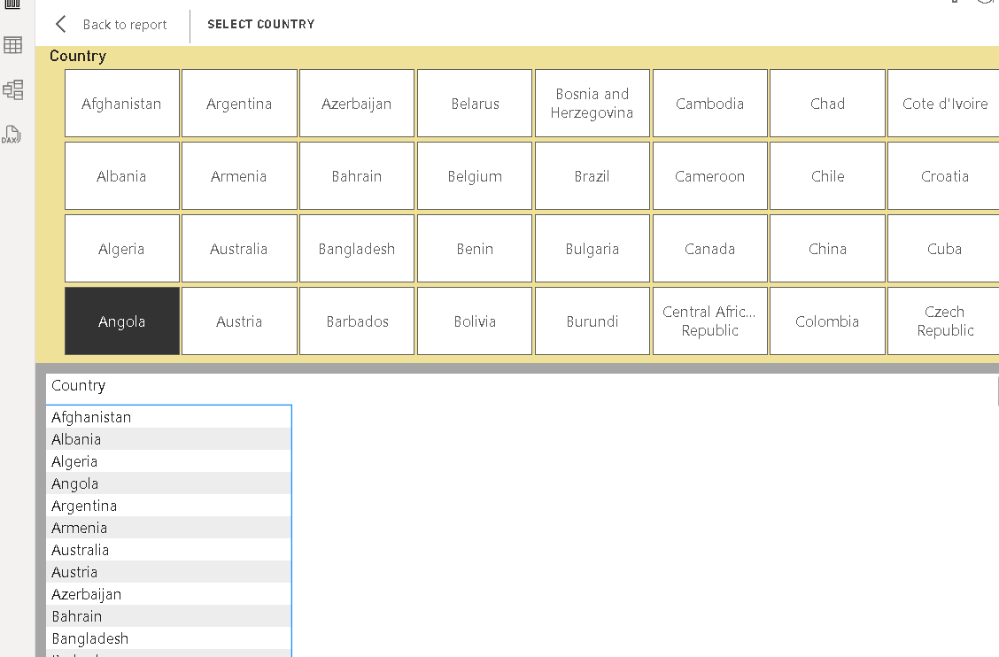 Back to report
SELECT COUNTRY
DAX
Country
Afghanistan
Argentina
Azerbaijan
Belarus
Bosnia and
Herzegovina
Cambodia
Chad
Cote d'Ivoire
Albania
Armenia
Bahrain
Belgium
Brazil
Cameroon
Chile
Croatia
Algeria
Australia
Bangladesh
Benin
Bulgaria
Canada
China
Cuba
Angola
Austria
Barbados
Bolivia
Burundi
Central Afric...
Republic
Colombia
Czech
Republic
Country
Afghanistan
Albania
Algeria
Angola
Argentina
Armenia
Australia
Austria
Azerbaijan
Bahrain
Bangladesh